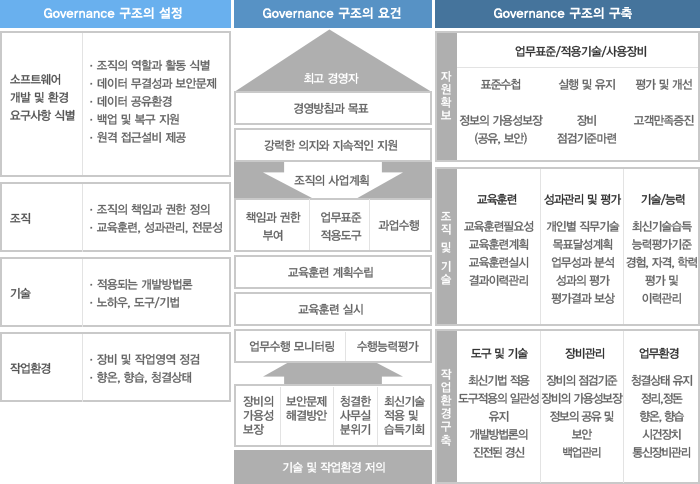 Governance 구조의 설정
소프트웨어
개발 및 환경
요구사항 식별
· 조직의 역할과 활동 식별
· 데이터 무결성과 보안문제
· 데이터 공유환경
· 백업 및 복구 지원
· 원격 접근설비 제공
조직
· 조직의 책임과 권한 정의
· 교육훈련, 성과관리, 전문성
기술
· 적용되는 개발방법론
· 노하우, 도구/기법
작업환경
· 장비 및 작업영역 정검
· 향온, 향습, 청결상태
Governance 구조의 요건
최고 경영자
경영방침과 목표
강력한 의지와 지속적인 지원
조직의 사업계획
책임과 권한
부여
업무표준
적용도구
과업수행
교육훈련 계획수립
교육훈련 실시
업무수행 모니터링
수행능력평가
장비의
가용성
보장
보안문제
해결방안
청결한
사무실
분위기
최신기술
적용 및
습득기회
기술 및 작업환경 저의
Governance 구조의 구축
자원확보
업무표준/적용기술/사용장비
표준수첩
실행 및 유지
평가 및 개선
정보의 가용성보장
(공유, 보안)
장비
점검기준마련
고객만족증진
조직 및 기술
교육훈련
교육훈련필요성
교육훈련계획
교육훈련실시
결과이력관리
성과관리 및 평가
개인별 직무기술
목표달성계획
업무성과 분석
성과의 평가
평가결과 보상
기술/능력
최신기술습득
능력평가기준
경험, 자격, 학력
평가 및
이력관리
작업환경구축
도구 및 기술
최신기법 적용
도구적용의 일관성
유지
개발방법론의
진전된 경신
장비관리
장비의 점검기준
장비의 가용성보장
정보의 공유 및
보안
백업관리
업무환경
청결상태 유지
정리,정돈
향온, 향습
시건장치
통신장비관리